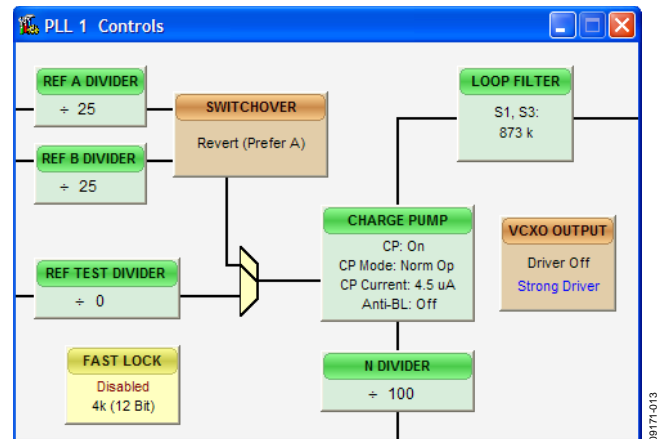 PLL 1 Controls
REF A DIVIDER
÷ 25
SWITCHOVER
Revert (Prefer A)
REF B DIVIDER
÷ 25
LOOP FILTER
S1, S3:
873 k
CHARGE PUMP
CP: On
CP Mode: Norm Op
CP Current: 4.5 uA
Anti-BL: Off
VCXO OUTPUT
Driver Off
Strong Driver
REF TEST DIVIDER
÷ 0
FAST LOCK
Disabled
4k (12 Bit)
N DIVIDER
÷ 100
09171-013